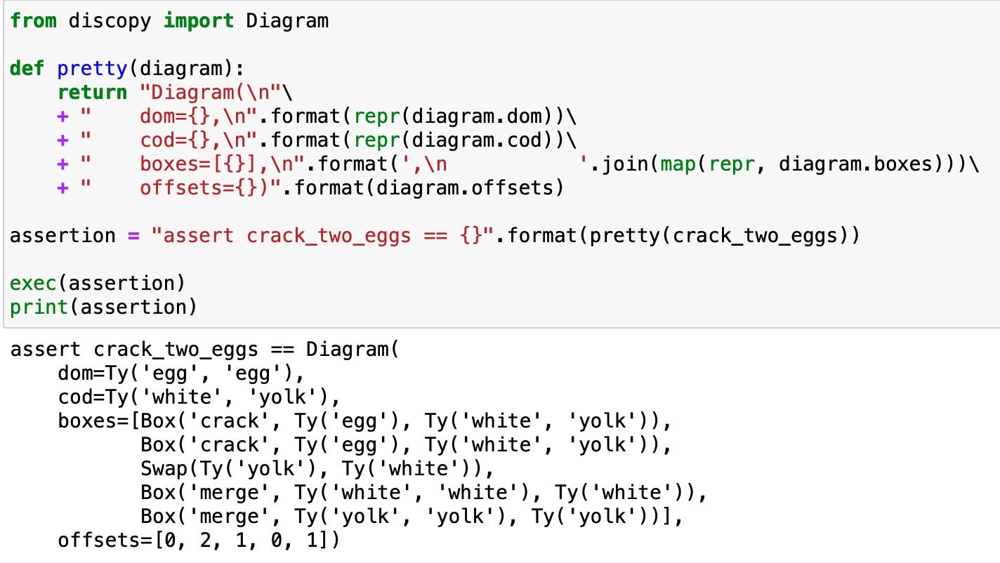 from discopy import Diagram
def pretty(diagram):
    return "Diagram(\n"\
    + "    dom={},\n".format(repr(diagram.dom))\
    + "    cod={},\n".format(repr(diagram.cod))\
    + "    boxes=[{}],\n".format(',\n           '.join(map(repr, diagram.boxes)))\
    + "    offsets={})".format(diagram.offsets)
assertion = "assert crack_two_eggs == {}".format(pretty(crack_two_eggs))
exec(assertion)
print(assertion)
assert crack_two_eggs == Diagram(
    dom=Ty('egg', 'egg'),
    cod=Ty('white', 'yolk'),
    boxes=[Box('crack', Ty('egg'), Ty('white', 'yolk')),
           Box('crack', Ty('egg'), Ty('white', 'yolk')),
           Swap(Ty('yolk'), Ty('white')),
           Box('merge', Ty('white', 'white'), Ty('white')),
           Box('merge', Ty('yolk', 'yolk'), Ty('yolk'))],
    offsets=[0, 2, 1, 0, 1])